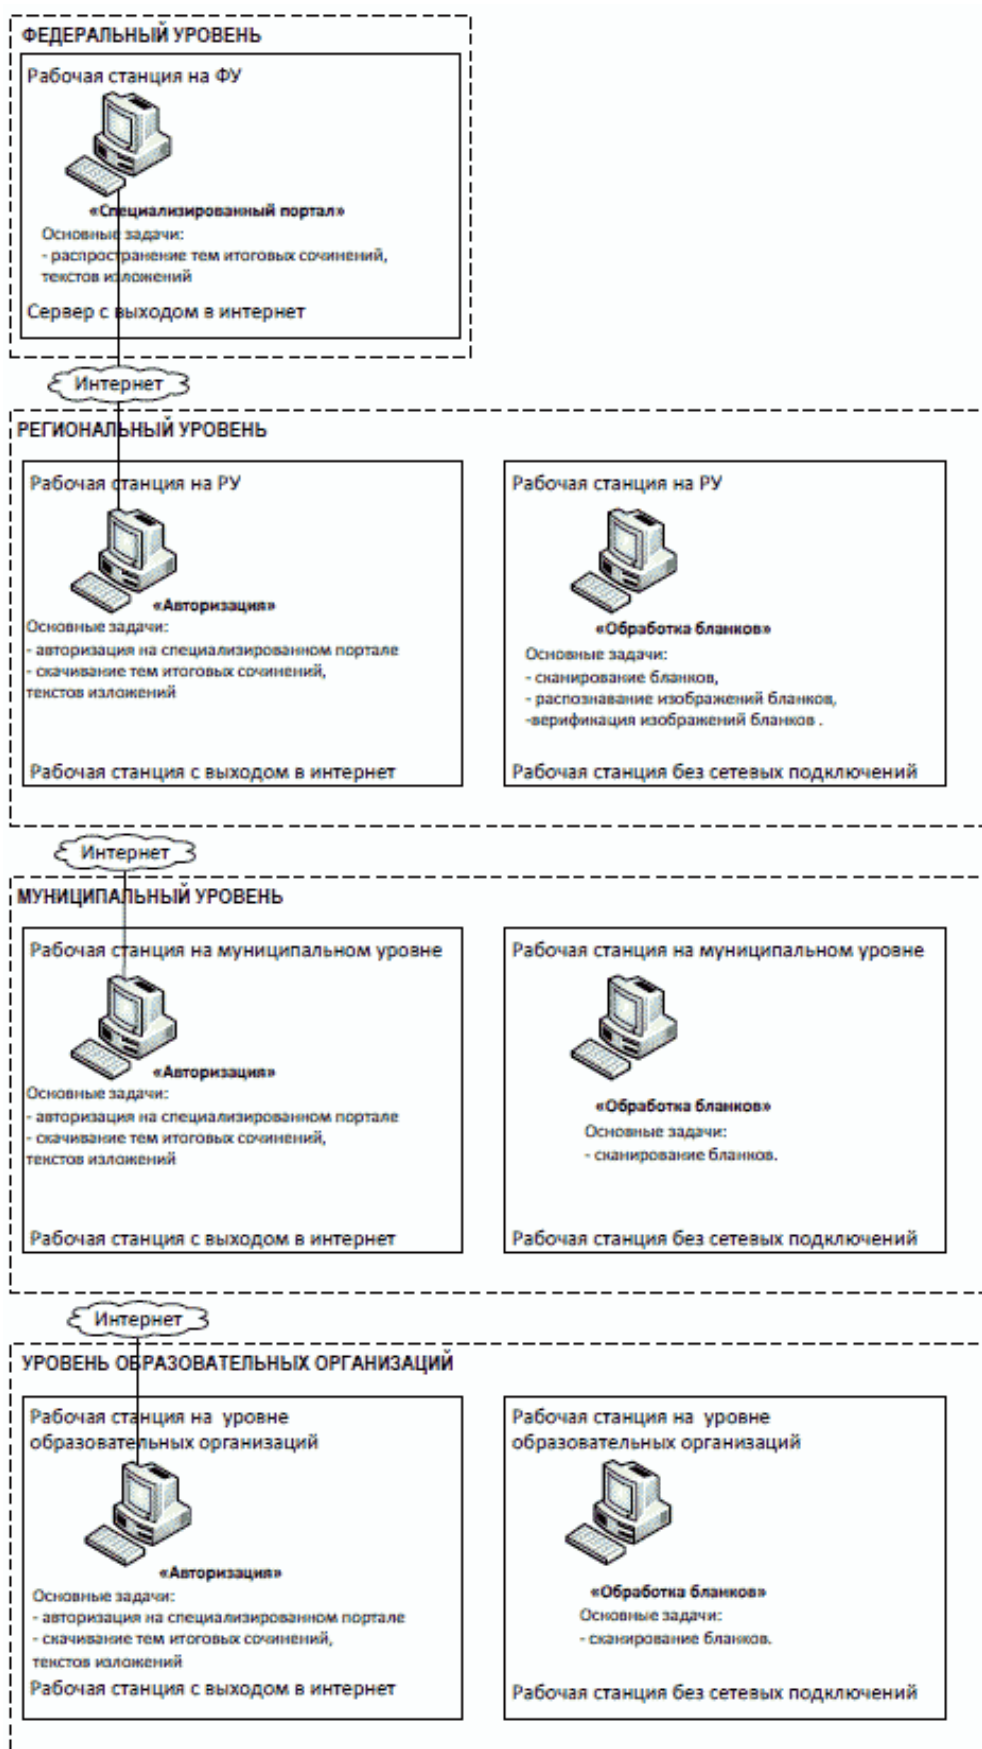 ФЕДЕРАЛЬНЫЙ УРОВЕНЬ
Рабочая станция на ФУ
«Специализированный портал»
Основные задачи:
- распространение тем итоговых сочинений,
текстов изложений
Сервер с выходом в интернет
Интернет
РЕГИОНАЛЬНЫЙ УРОВЕНЬ
Рабочая станция на РУ
«Авторизация»
Основные задачи:
- авторизация на специализированном портале
- скачивание тем итоговых сочинений,
текстов изложений
Рабочая станция с выходом в интернет
Рабочая станция на РУ
«Обработка бланков»
Основные задачи:
- сканирование бланков,
- распознавание изображений бланков,
-верификация изображений бланков .
Рабочая станция без сетевых подключений
Интернет
МУНИЦИПАЛЬНЫЙ УРОВЕНЬ
Рабочая станция на муниципальном уровне
«Авторизация»
Основные задачи:
- авторизация на специализированном портале
- скачивание тем итоговых сочинений,
текстов изложений
Рабочая станция с выходом в интернет
Рабочая станция на муниципальном уровне
«Обработка бланков»
Основные задачи:
- сканирование бланков.
Рабочая станция без сетевых подключений
Интернет
УРОВЕНЬ ОБРАЗОВАТЕЛЬНЫХ ОРГАНИЗАЦИЙ
Рабочая станция на уровне
образовательных организаций
«Авторизация»
Основные задачи:
- авторизация на специализированном портале
- скачивание тем итоговых сочинений,
текстов изложений
Рабочая станция с выходом в интернет
Рабочая станция на уровне
образовательных организаций
«Обработка бланков»
Основные задачи:
- сканирование бланков.
Рабочая станция без сетевых подключений